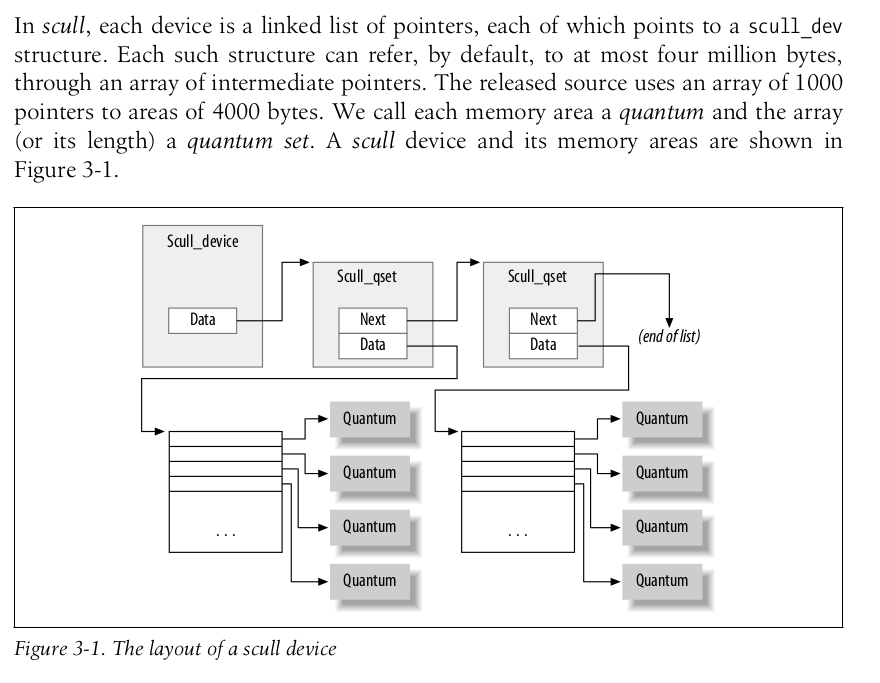 In scull, each device is a linked list of pointers, each of which points to a scull_dev
structure. Each such structure can refer, by default, to at most four million bytes,
through an array of intermediate pointers. The released source uses an array of 1000
pointers to areas of 4000 bytes. We call each memory area a quantum and the array
(or its length) a quantum set. A scull device and its memory areas are shown in
Figure 3-1.
Scull_device
Data
Scull_qset
Next
Data
Scull_qset
Next
Data
(end of list)
Quantum
Quantum
Quantum
Quantum
. . .
Quantum
Quantum
Quantum
Quantum
. . .
Figure 3-1. The layout of a scull device